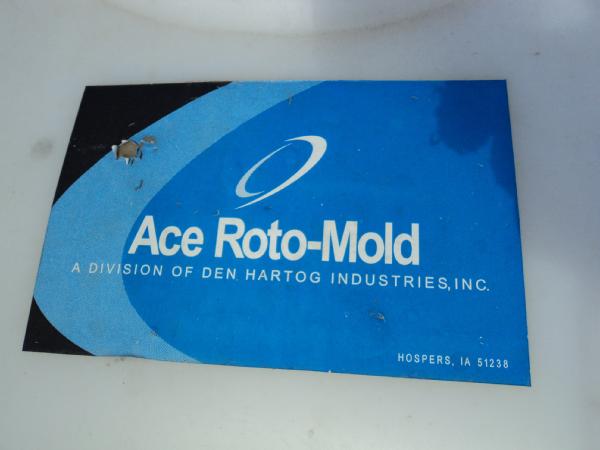 Ace Roto-Mold
A DIVISION OF DEN HARTOG INDUSTRIES, INC.
HOSPERS, IA 51238